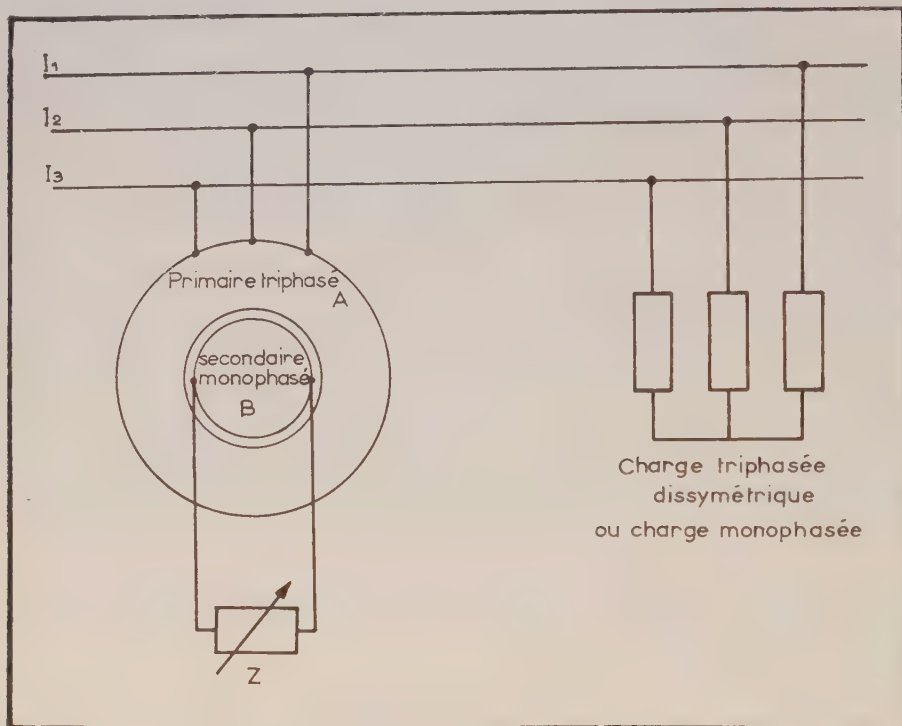 I1
I2
I3
Primaire triphasé
A
secondaire
monophasé
B
Z
Charge triphasée
dissymétrique
ou charge monophasée